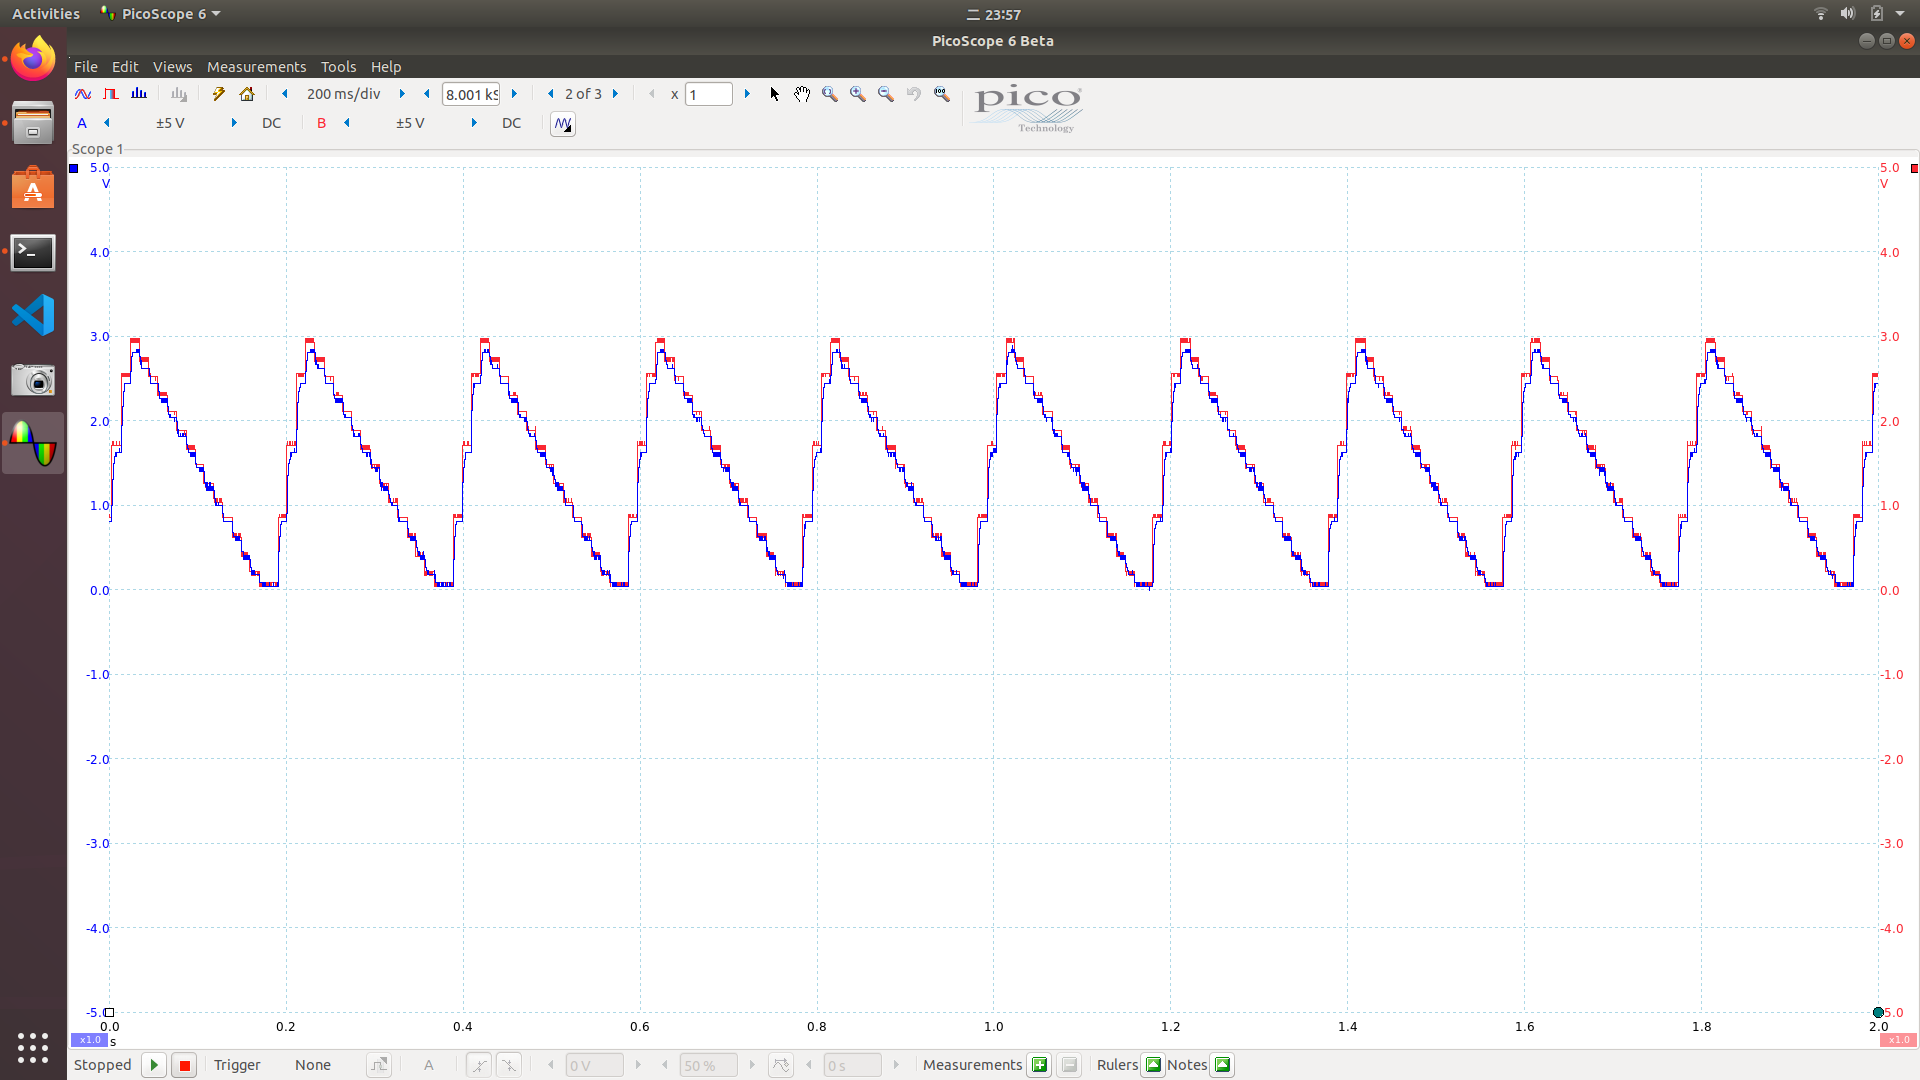 Activities PicoScope 6 二 23:57
PicoScope 6 Beta
File Edit Views Measurements Tools Help
200 ms/div 8.001 kS 2 of 3 x 1
pico
Technology
A ±5 V DC B ±5 V DC
Scope 1
5.0 5.0
V V
4.0 4.0
3.0 3.0
2.0 2.0
1.0 1.0
0.0 0.0
-1.0 -1.0
-2.0 -2.0
-3.0 -3.0
-4.0 -4.0
-5.0 5.0
0.0 0.2 0.4 0.6 0.8 1.0 1.2 1.4 1.6 1.8 2.0
x1.0 s x1.0
Stopped Trigger None A 0 V 50 % 0 s Measurements Rulers Notes